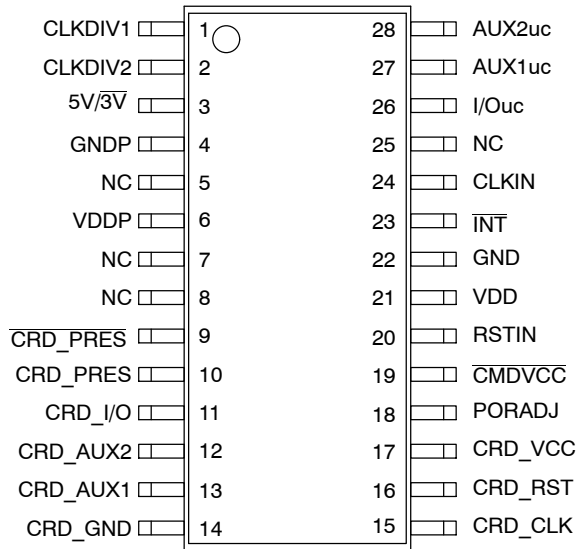 CLKDIV1 1 28 AUX2uc
CLKDIV2 2 27 AUX1uc
5V/3V 3 26 I/Ouc
GNDP 4 25 NC
NC 5 24 CLKIN
VDDP 6 23 INT
NC 7 22 GND
NC 8 21 VDD
CRD_PRES 9 20 RSTIN
CRD_PRES 10 19 CMDVCC
CRD_I/O 11 18 PORADJ
CRD_AUX2 12 17 CRD_VCC
CRD_AUX1 13 16 CRD_RST
CRD_GND 14 15 CRD_CLK